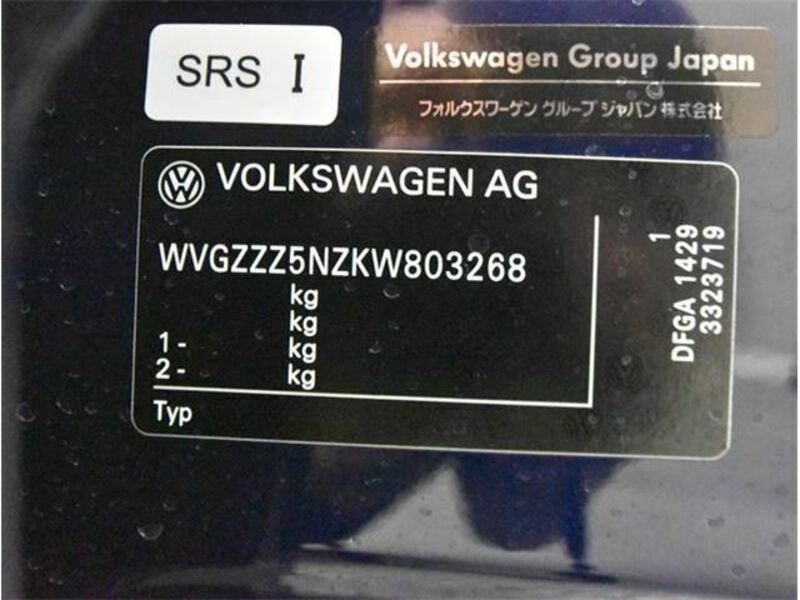 SRS I
Volkswagen Group Japan
フォルクスワーゲン グループ ジャパン 株式会社
VOLKSWAGEN AG
WVGZZZ5NZKW803268
kg
kg
1 - kg
2 - kg
Typ
1
DFGA 1429
3323719